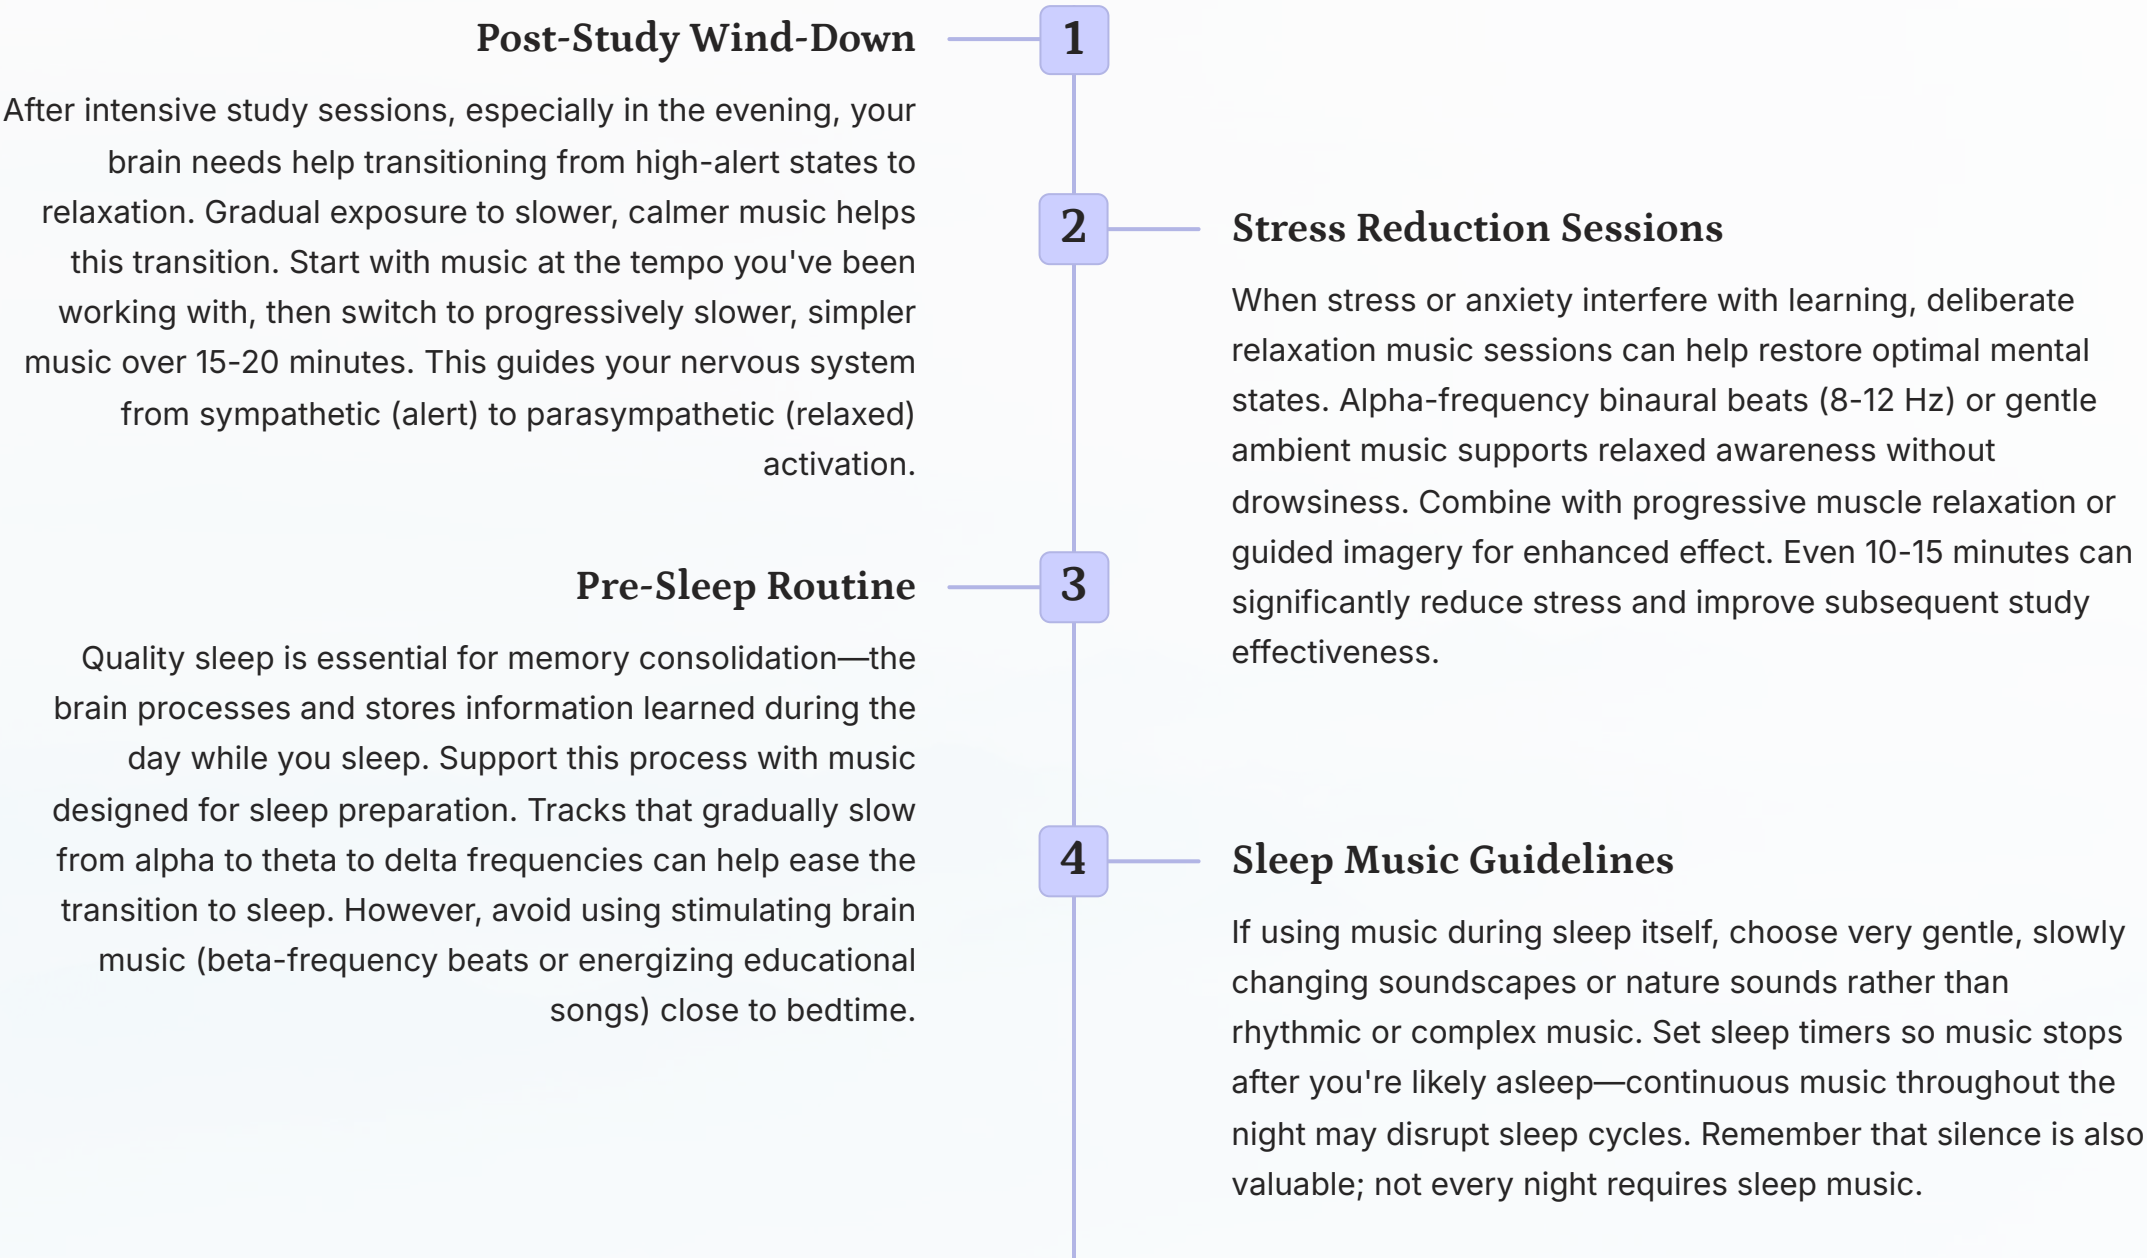 1
Post-Study Wind-Down
After intensive study sessions, especially in the evening, your
brain needs help transitioning from high-alert states to
relaxation. Gradual exposure to slower, calmer music helps
this transition. Start with music at the tempo you've been
working with, then switch to progressively slower, simpler
music over 15-20 minutes. This guides your nervous system
from sympathetic (alert) to parasympathetic (relaxed)
activation.
2
Stress Reduction Sessions
When stress or anxiety interfere with learning, deliberate
relaxation music sessions can help restore optimal mental
states. Alpha-frequency binaural beats (8-12 Hz) or gentle
ambient music supports relaxed awareness without
drowsiness. Combine with progressive muscle relaxation or
guided imagery for enhanced effect. Even 10-15 minutes can
significantly reduce stress and improve subsequent study
effectiveness.
3
Pre-Sleep Routine
Quality sleep is essential for memory consolidation—the
brain processes and stores information learned during the
day while you sleep. Support this process with music
designed for sleep preparation. Tracks that gradually slow
from alpha to theta to delta frequencies can help ease the
transition to sleep. However, avoid using stimulating brain
music (beta-frequency beats or energizing educational
songs) close to bedtime.
4
Sleep Music Guidelines
If using music during sleep itself, choose very gentle, slowly
changing soundscapes or nature sounds rather than
rhythmic or complex music. Set sleep timers so music stops
after you're likely asleep—continuous music throughout the
night may disrupt sleep cycles. Remember that silence is also
valuable; not every night requires sleep music.